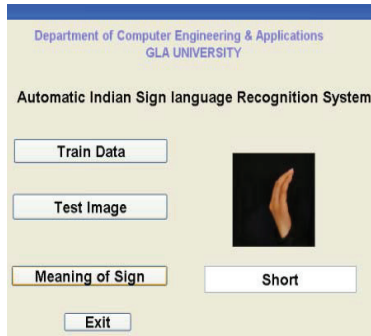 Department of Computer Engineering & Applications
GLA UNIVERSITY
Automatic Indian Sign language Recognition System
Train Data
Test Image
Meaning of Sign
Short
Exit